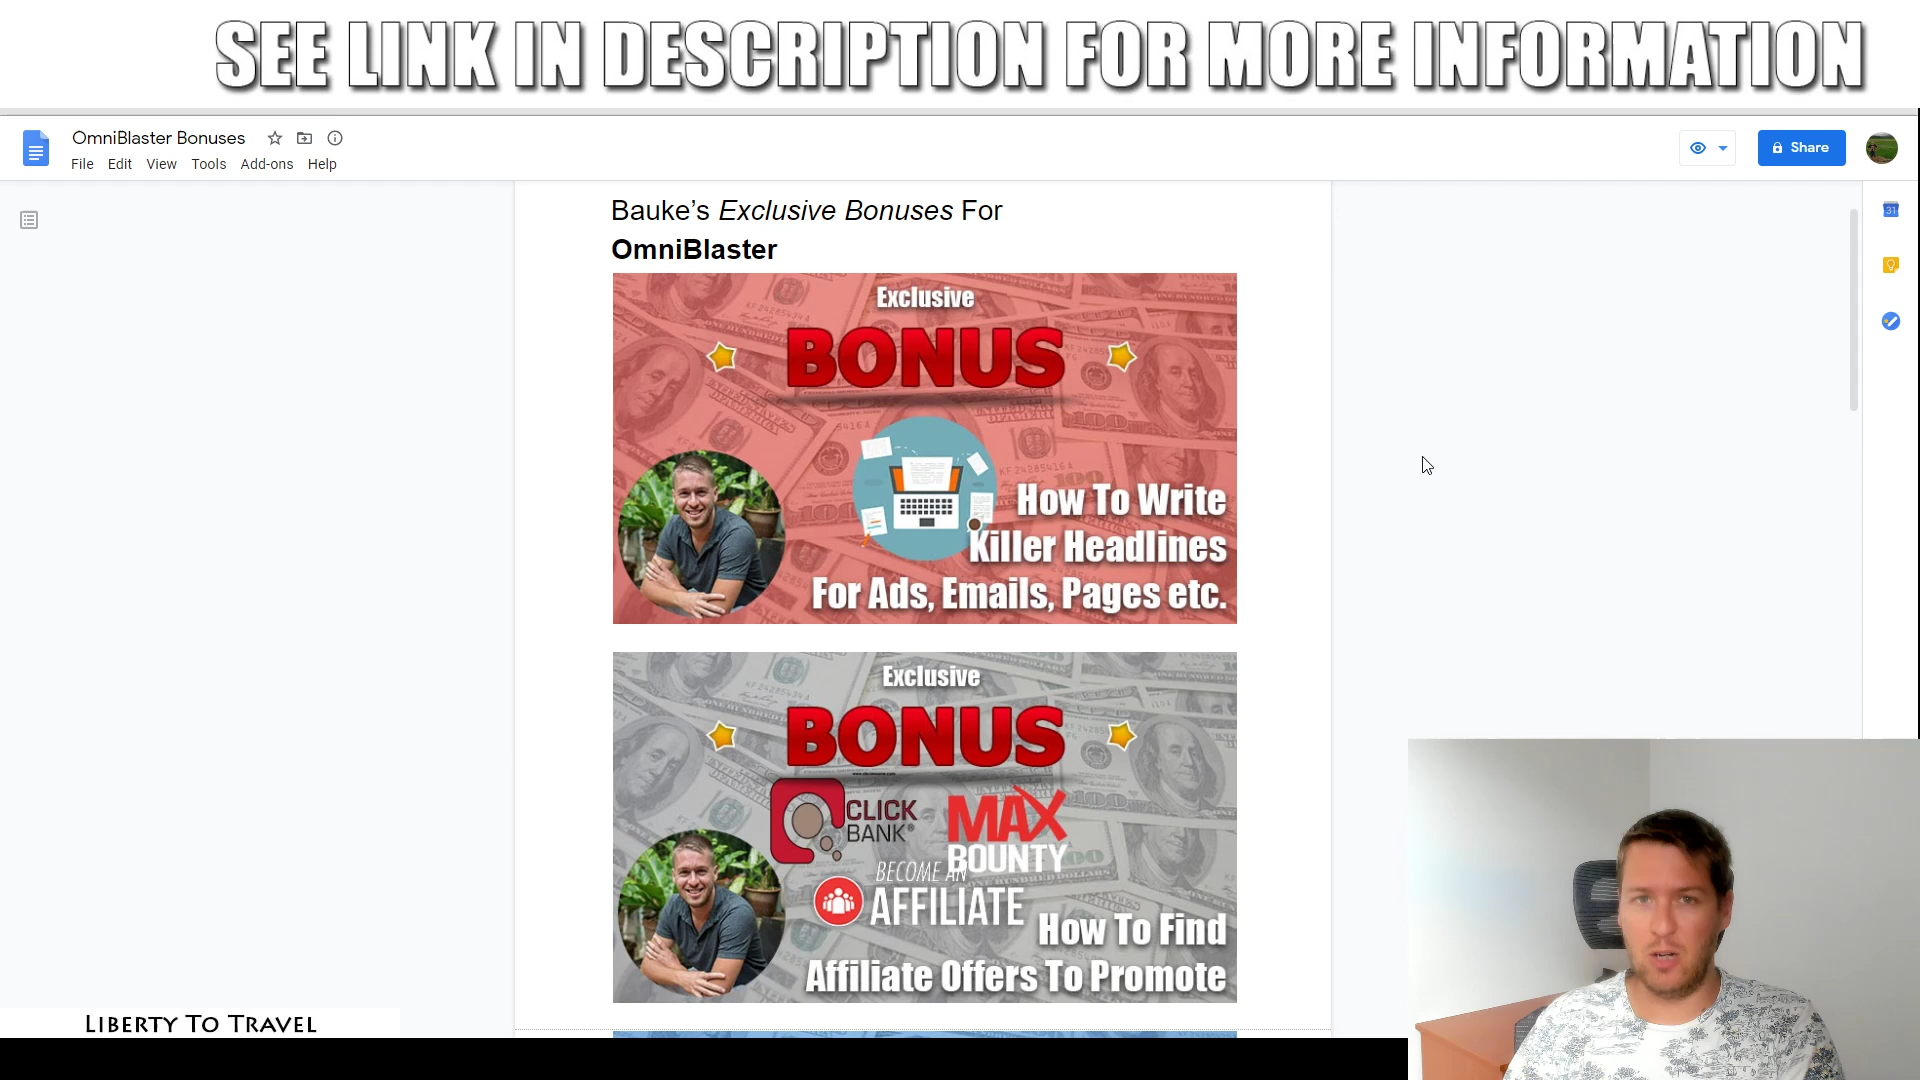 SEE LINK IN DESCRIPTION FOR MORE INFORMATION
OmniBlaster Bonuses
File Edit View Tools Add-ons Help
Share
31
Bauke's Exclusive Bonuses For
OmniBlaster
Exclusive
BONUS
How To Write
Killer Headlines
For Ads, Emails, Pages etc.
Exclusive
BONUS
CLICK
BANK®
MAX
BOUNTY
BECOME AN
AFFILIATE
How To Find
Affiliate Offers To Promote
LIBERTY TO TRAVEL